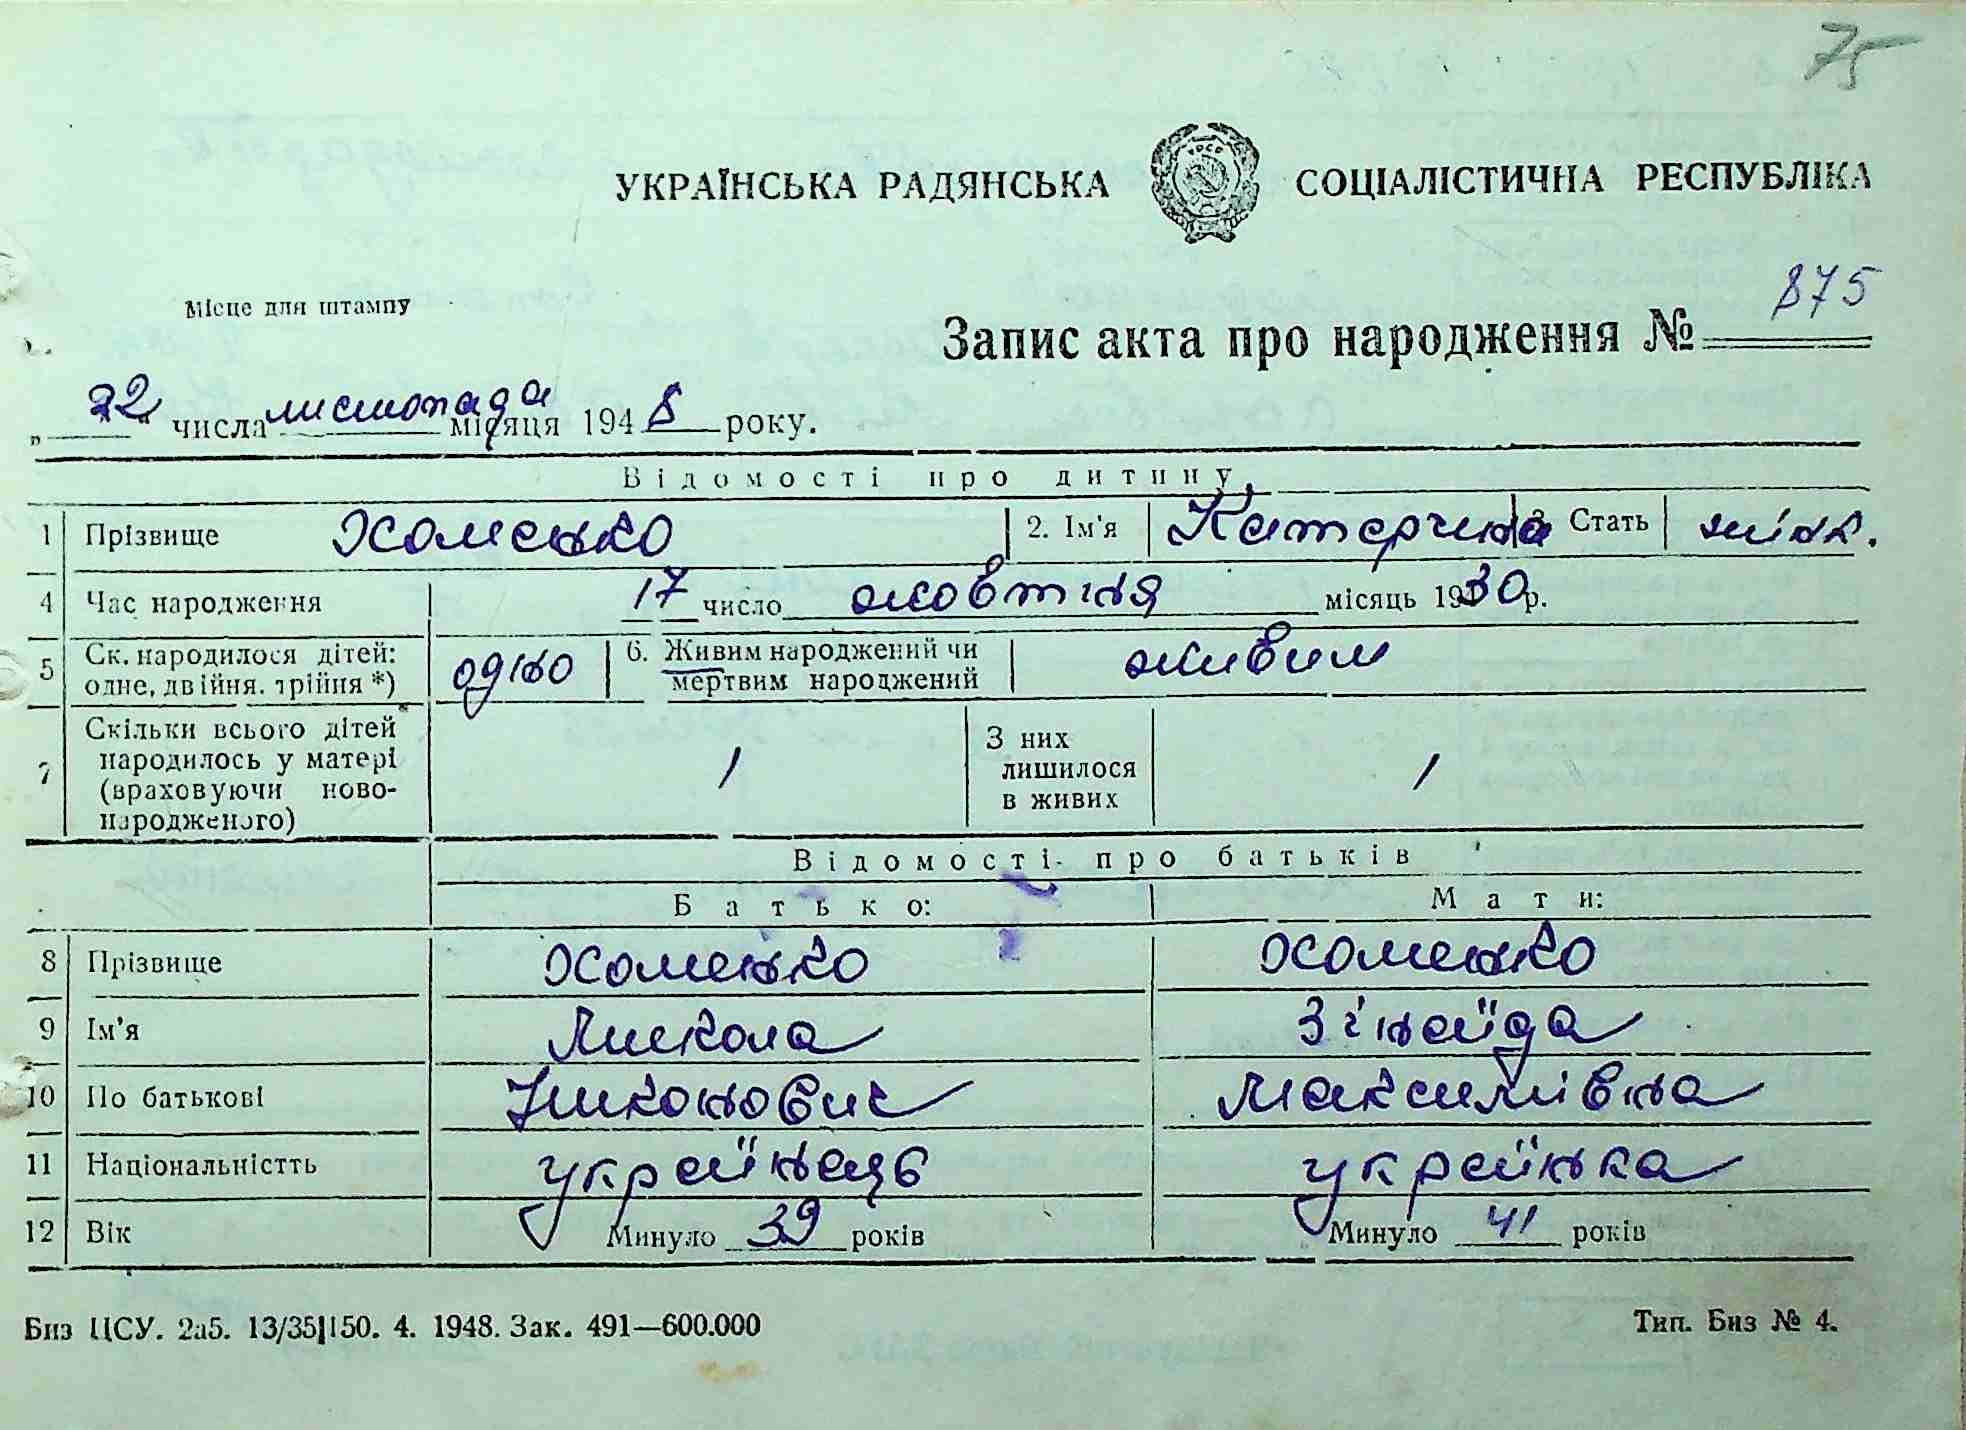 75
УКРАЇНСЬКА РАДЯНСЬКА СОЦІАЛІСТИЧНА РЕСПУБЛІКА
УРСР
Місце для штампу
Запис акта про народження № 875
„22“ числа листопада місяця 1948 року.
Відомості про дитину
1 Прізвище Хоменко 2. Ім'я Катерина 3 Стать жінк.
4 Час народження 17 число жовтня місяць 1930 р.
5 Ск. народилося дітей: одне, двійня, трійня *) одно 6. Живим народжений чи мертвим народжений живим
7 Скільки всього дітей народилось у матері (враховуючи ново-народженого) 1 З них лишилося в живих 1
Відомості про батьків
Батько: Мати:
8 Прізвище Хоменко Хоменко
9 Ім'я Микола Зінаїда
10 По батькові Никонович Максимівна
11 Національністть українець українка
12 Вік Минуло 39 років Минуло 41 років
Биз ЦСУ. 2а5. 13/35|150. 4. 1948. Зак. 491—600.000 Тип. Биз № 4.